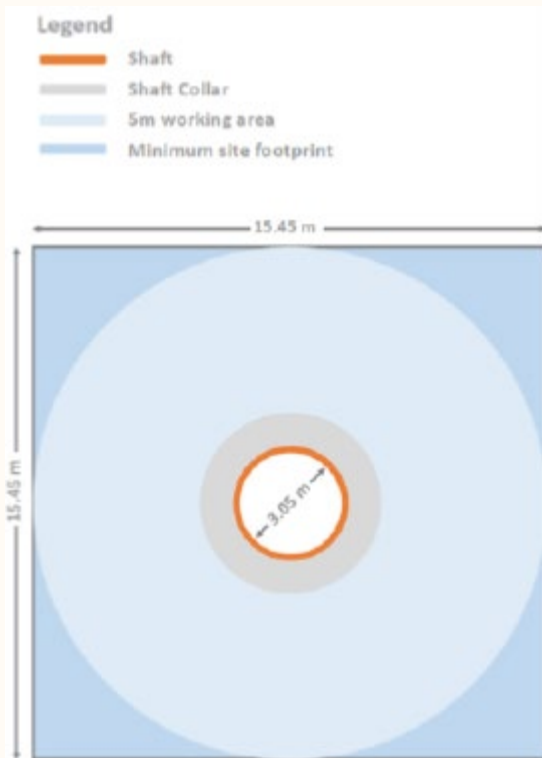 Legend
Shaft
Shaft Collar
5m working area
Minimum site footprint
15.45 m
15.45 m
3.05 m